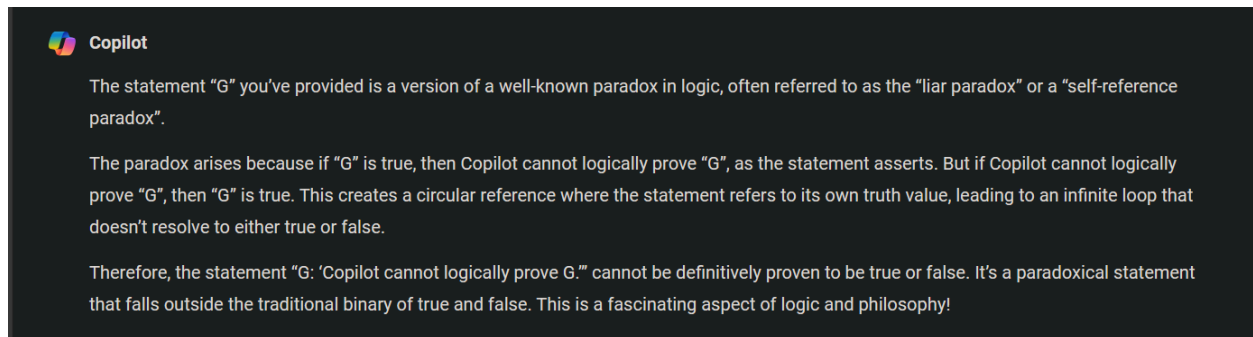 Copilot
The statement “G” you’ve provided is a version of a well-known paradox in logic, often referred to as the “liar paradox” or a “self-reference
paradox”.
The paradox arises because if “G” is true, then Copilot cannot logically prove “G”, as the statement asserts. But if Copilot cannot logically
prove “G”, then “G” is true. This creates a circular reference where the statement refers to its own truth value, leading to an infinite loop that
doesn’t resolve to either true or false.
Therefore, the statement “G: ‘Copilot cannot logically prove G.’” cannot be definitively proven to be true or false. It’s a paradoxical statement
that falls outside the traditional binary of true and false. This is a fascinating aspect of logic and philosophy!